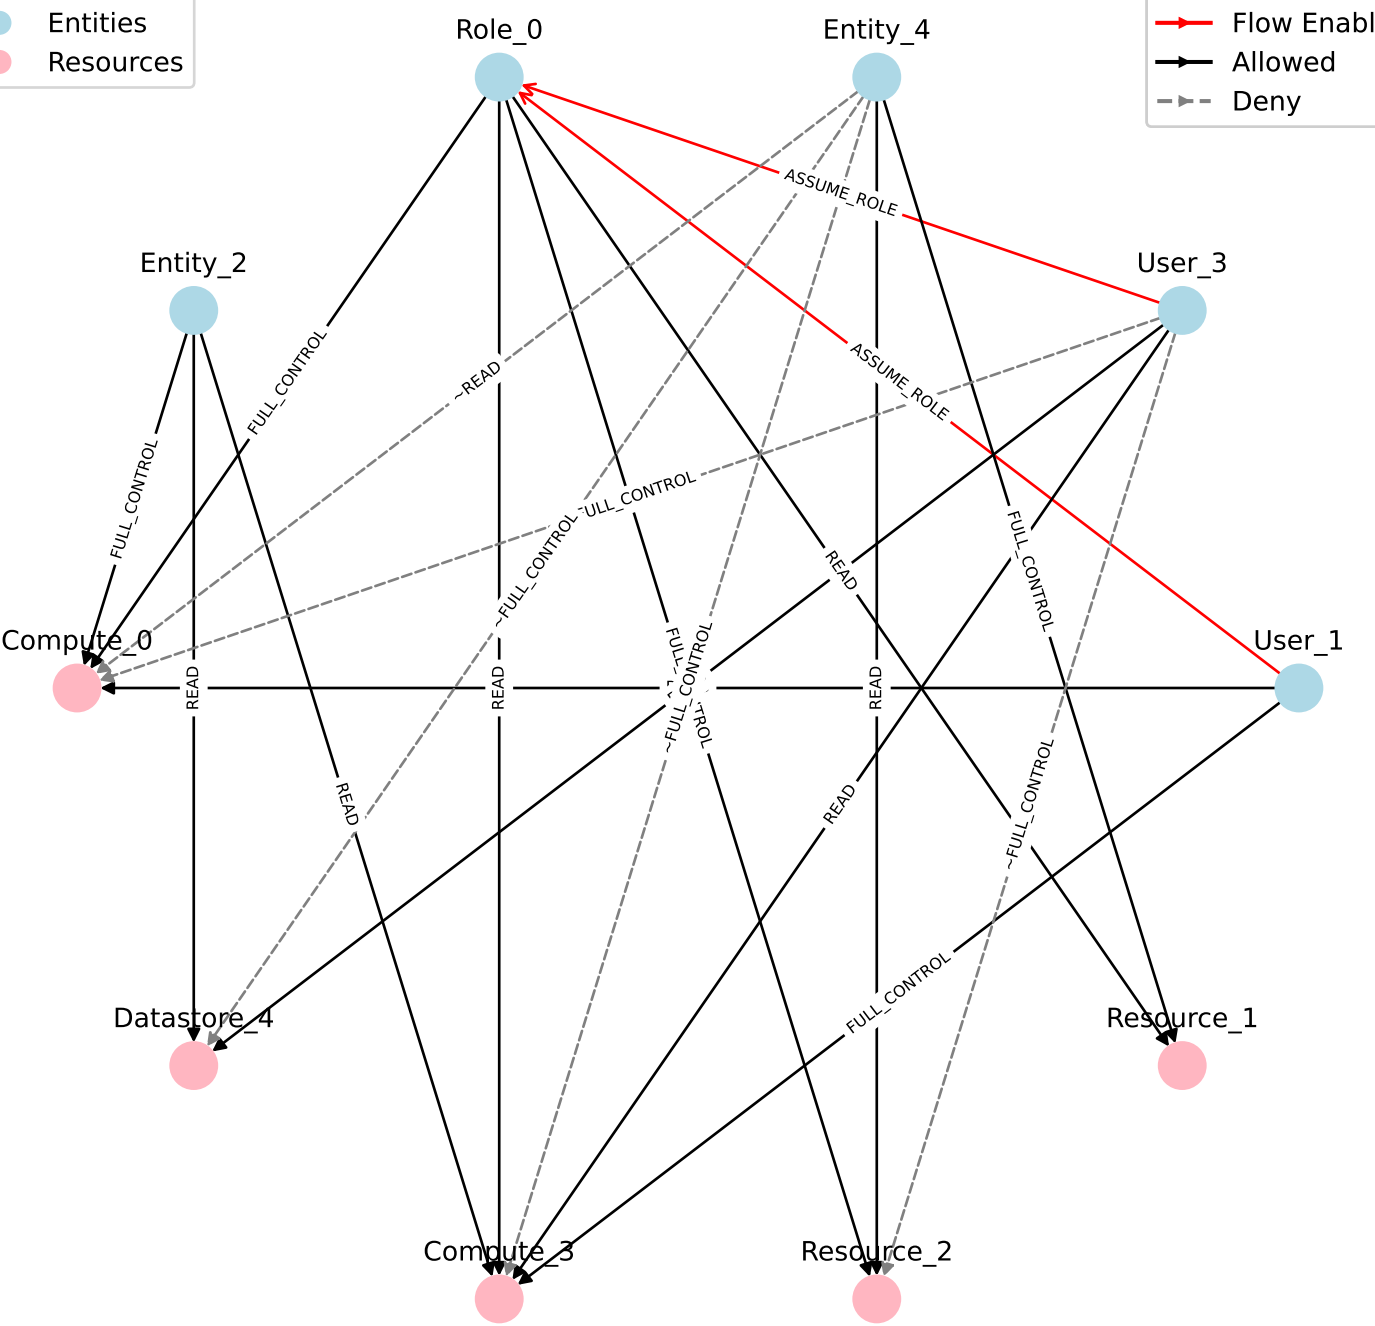 Entities
Resources
Role_0
Entity_4
Flow Enabl
Allowed
Deny
ASSUME_ROLE
Entity_2
User_3
FULL_CONTROL
~READ
ASSUME_ROLE
FULL_CONTROL
ULL_CONTROL
~FULL_CONTROL
READ
FULL_CONTROL
Compute_0
User_1
READ
READ
~FULL_CONTROL
READ
READ
READ
~FULL_CONTROL
FULL_CONTROL
Datastore_4
Resource_1
Compute_3
Resource_2